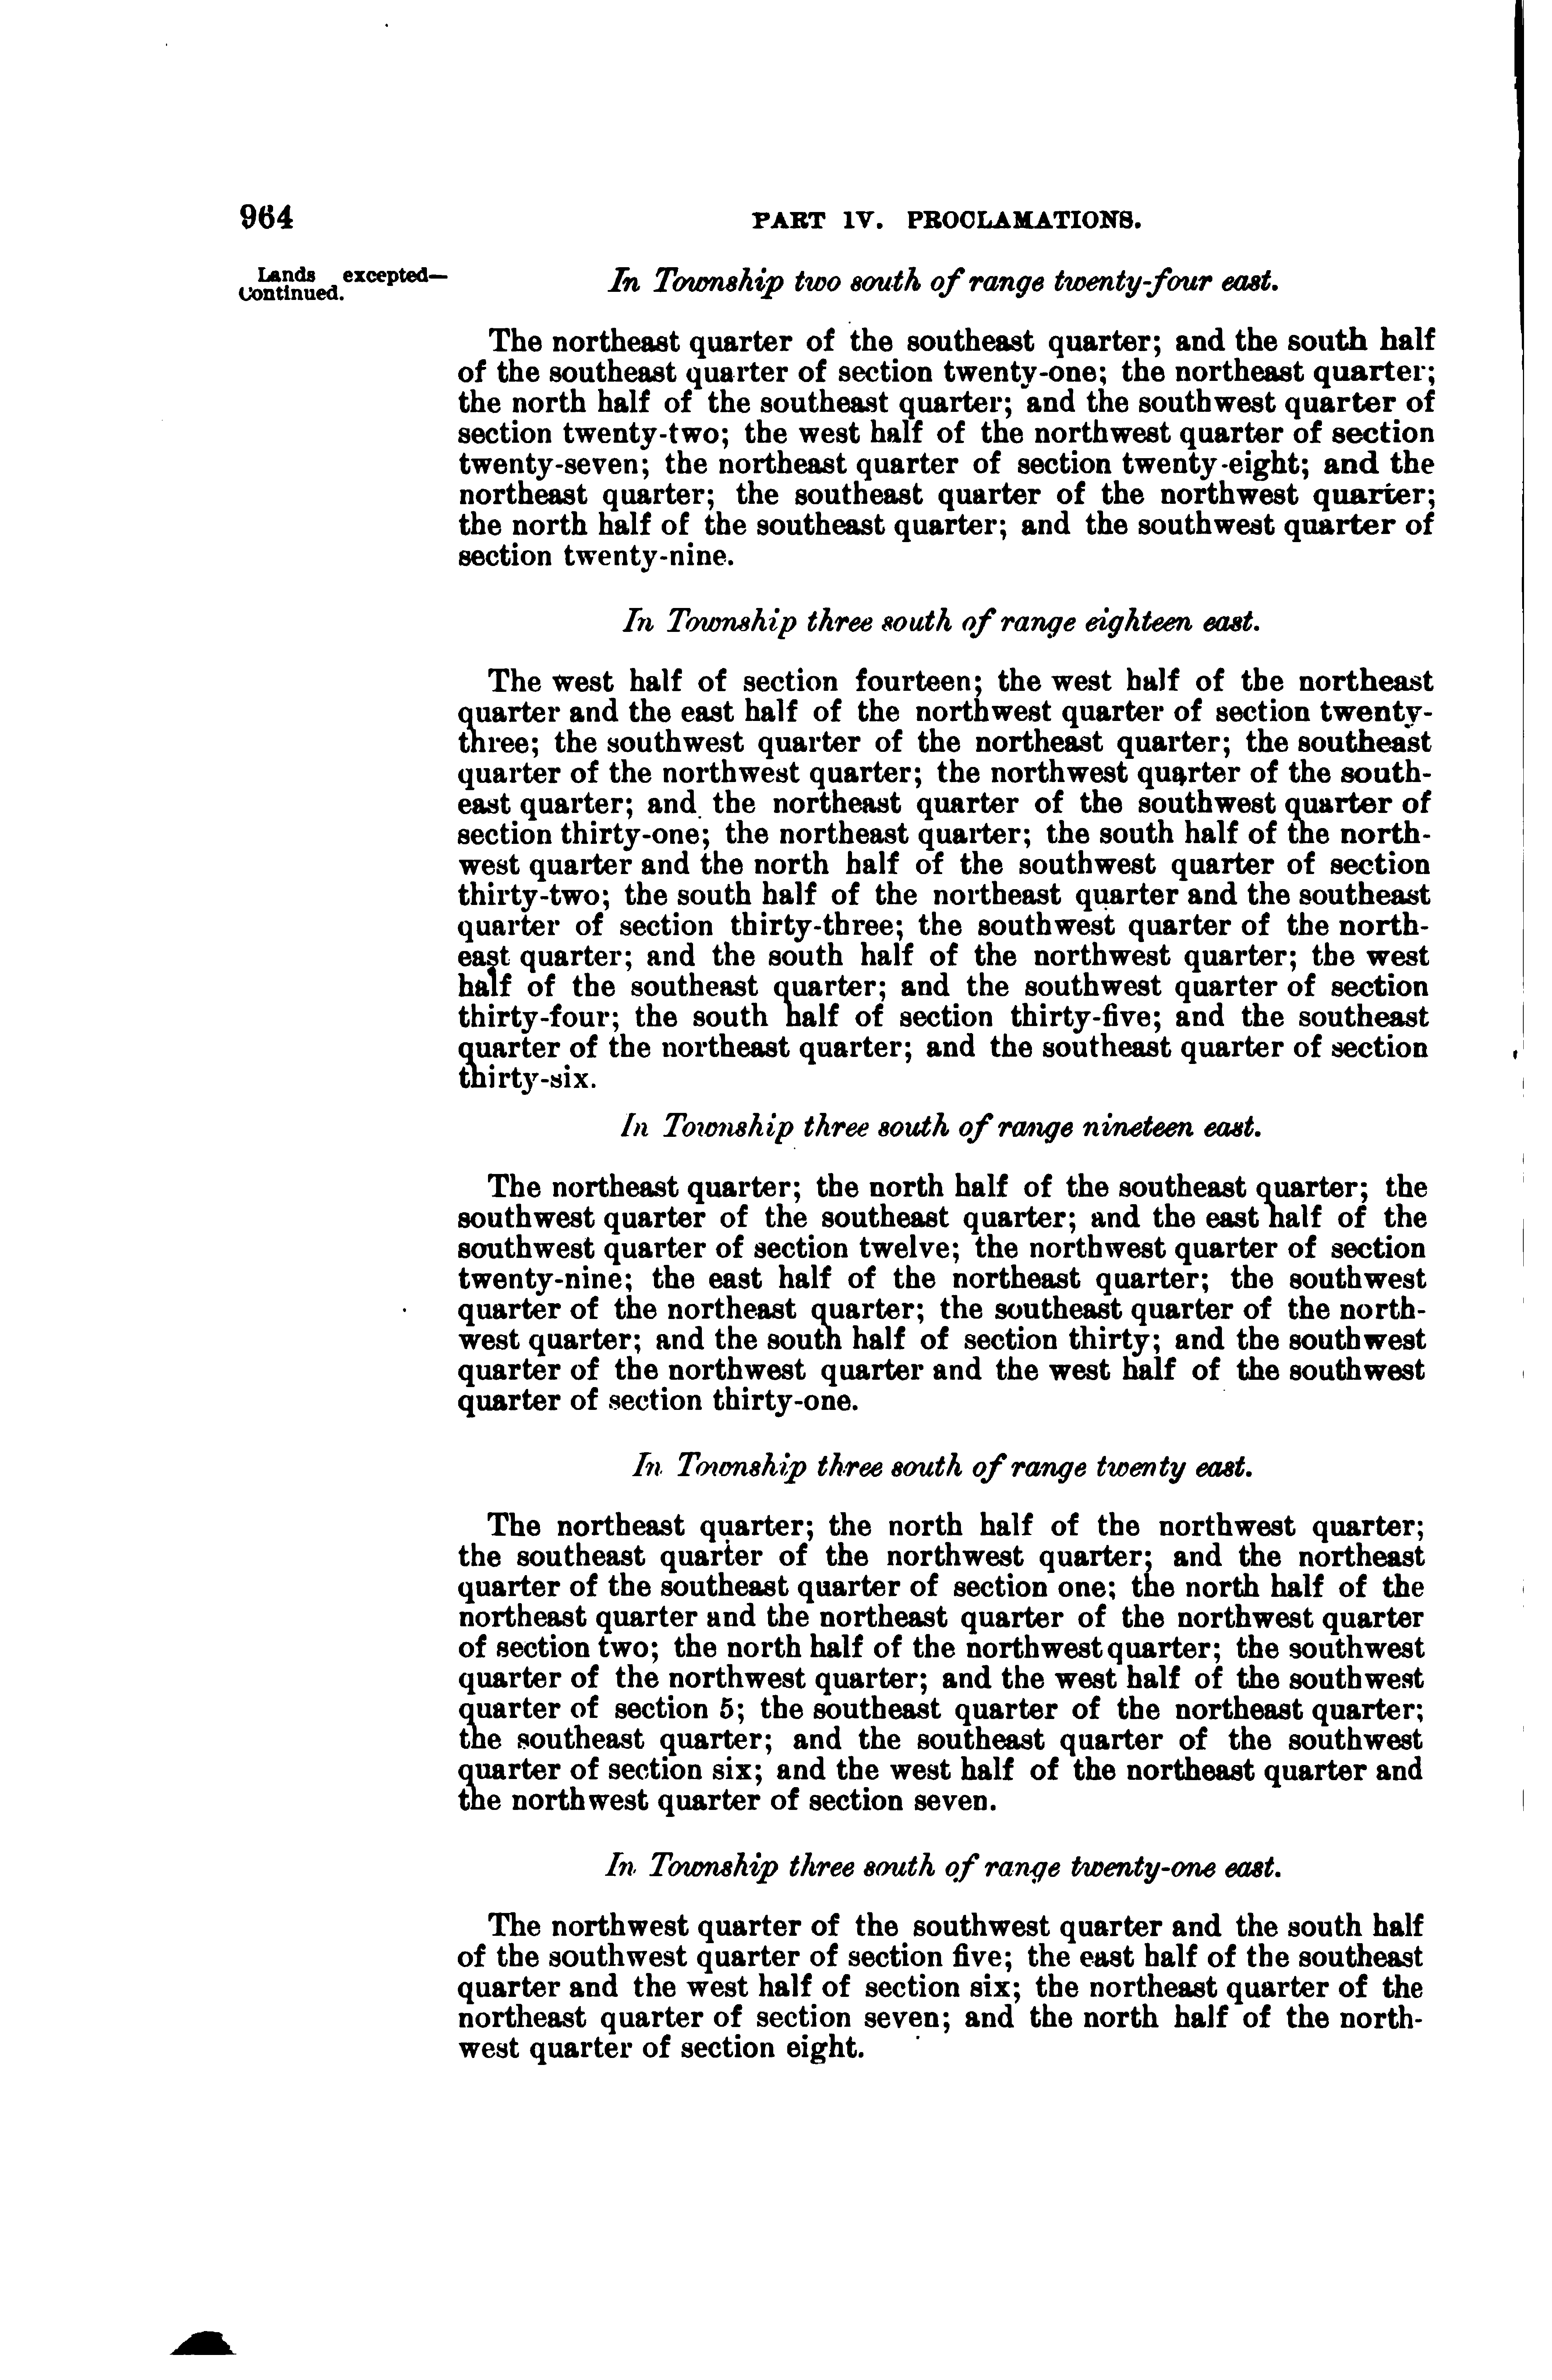 964
PART IV. PROCLAMATIONS.
Lands excepted—
Continued.
In Township two south of range twenty-four east.
The northeast quarter of the southeast quarter; and the south half
of the southeast quarter of section twenty-one; the northeast quarter;
the north half of the southeast quarter; and the southwest quarter of
section twenty-two; the west half of the northwest quarter of section
twenty-seven; the northeast quarter of section twenty-eight; and the
northeast quarter; the southeast quarter of the northwest quarter;
the north half of the southeast quarter; and the southwest quarter of
section twenty-nine.
In Township three south of range eighteen east.
The west half of section fourteen; the west half of the northeast
quarter and the east half of the northwest quarter of section twenty-
three; the southwest quarter of the northeast quarter; the southeast
quarter of the northwest quarter; the northwest quarter of the south-
east quarter; and the northeast quarter of the southwest quarter of
section thirty-one; the northeast quarter; the south half of the north-
west quarter and the north half of the southwest quarter of section
thirty-two; the south half of the northeast quarter and the southeast
quarter of section thirty-three; the southwest quarter of the north-
east quarter; and the south half of the northwest quarter; the west
half of the southeast quarter; and the southwest quarter of section
thirty-four; the south half of section thirty-five; and the southeast
quarter of the northeast quarter; and the southeast quarter of section
thirty-six.
In Township three south of range nineteen east.
The northeast quarter; the north half of the southeast quarter; the
southwest quarter of the southeast quarter; and the east half of the
southwest quarter of section twelve; the northwest quarter of section
twenty-nine; the east half of the northeast quarter; the southwest
quarter of the northeast quarter; the southeast quarter of the north-
west quarter; and the south half of section thirty; and the southwest
quarter of the northwest quarter and the west half of the southwest
quarter of section thirty-one.
In Township three south of range twenty east.
The northeast quarter; the north half of the northwest quarter;
the southeast quarter of the northwest quarter; and the northeast
quarter of the southeast quarter of section one; the north half of the
northeast quarter and the northeast quarter of the northwest quarter
of section two; the north half of the northwest quarter; the southwest
quarter of the northwest quarter; and the west half of the southwest
quarter of section 5; the southeast quarter of the northeast quarter;
the southeast quarter; and the southeast quarter of the southwest
quarter of section six; and the west half of the northeast quarter and
the northwest quarter of section seven.
In Township three south of range twenty-one east.
The northwest quarter of the southwest quarter and the south half
of the southwest quarter of section five; the east half of the southeast
quarter and the west half of section six; the northeast quarter of the
northeast quarter of section seven; and the north half of the north-
west quarter of section eight.